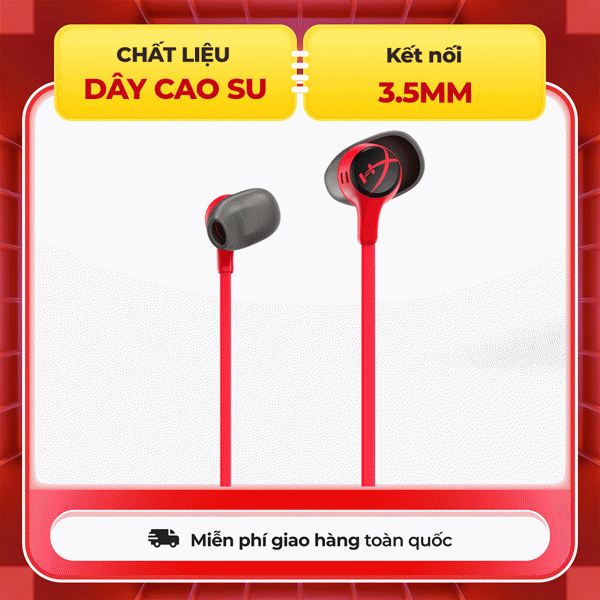 CHẤT LIỆU
DÂY CAO SU
Kết nối
3.5MM
Miễn phí giao hàng toàn quốc